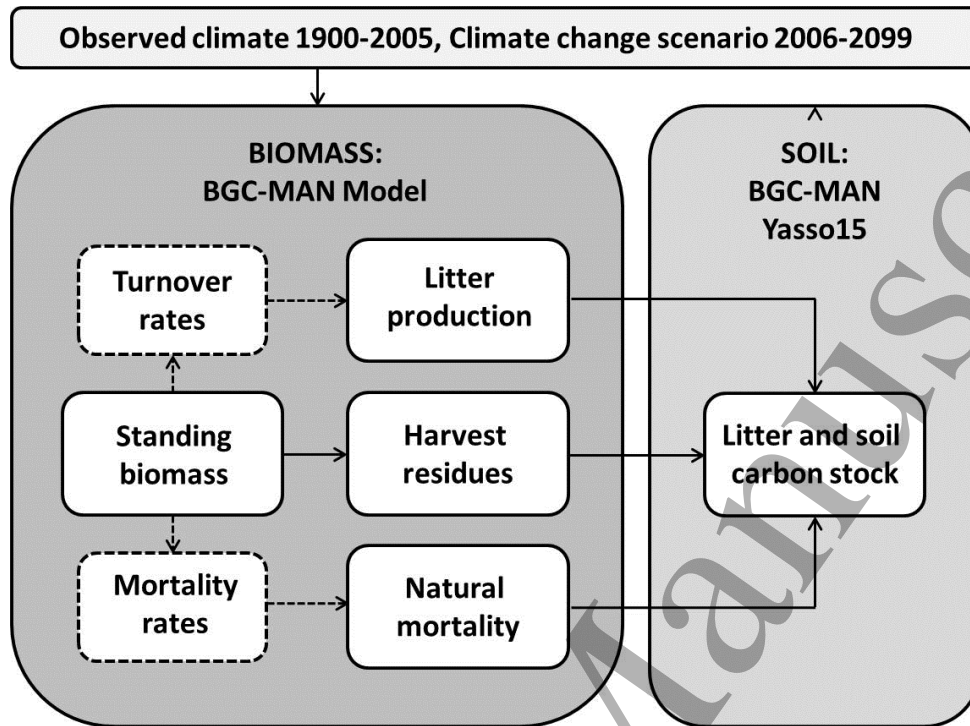 Observed climate 1900-2005, Climate change scenario 2006-2099
BIOMASS:
BGC-MAN Model
SOIL:
BGC-MAN
Yasso15
Turnover
rates
Litter
production
Standing
biomass
Harvest
residues
Litter and soil
carbon stock
Mortality
rates
Natural
mortality
Manus